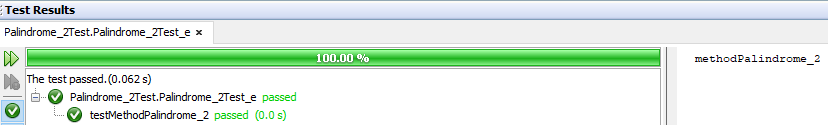 Test Results
Palindrome_2Test.Palindrome_2Test_e ×
100.00 %
methodPalindrome_2
The test passed.(0.062 s)
Palindrome_2Test.Palindrome_2Test_e passed
testMethodPalindrome_2 passed (0.0 s)